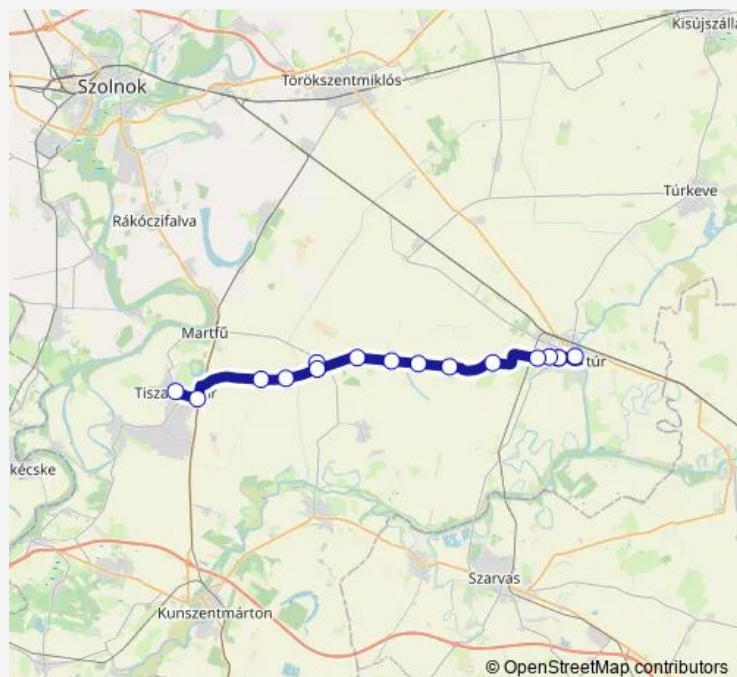 Kisújszállá
Szolnok
Törökszentmiklós
Túrkeve
Rákóczifalva
Martfű
túr
Tisza
kécske
Szarvas
Kunszentmárton
© OpenStreetMap contributors